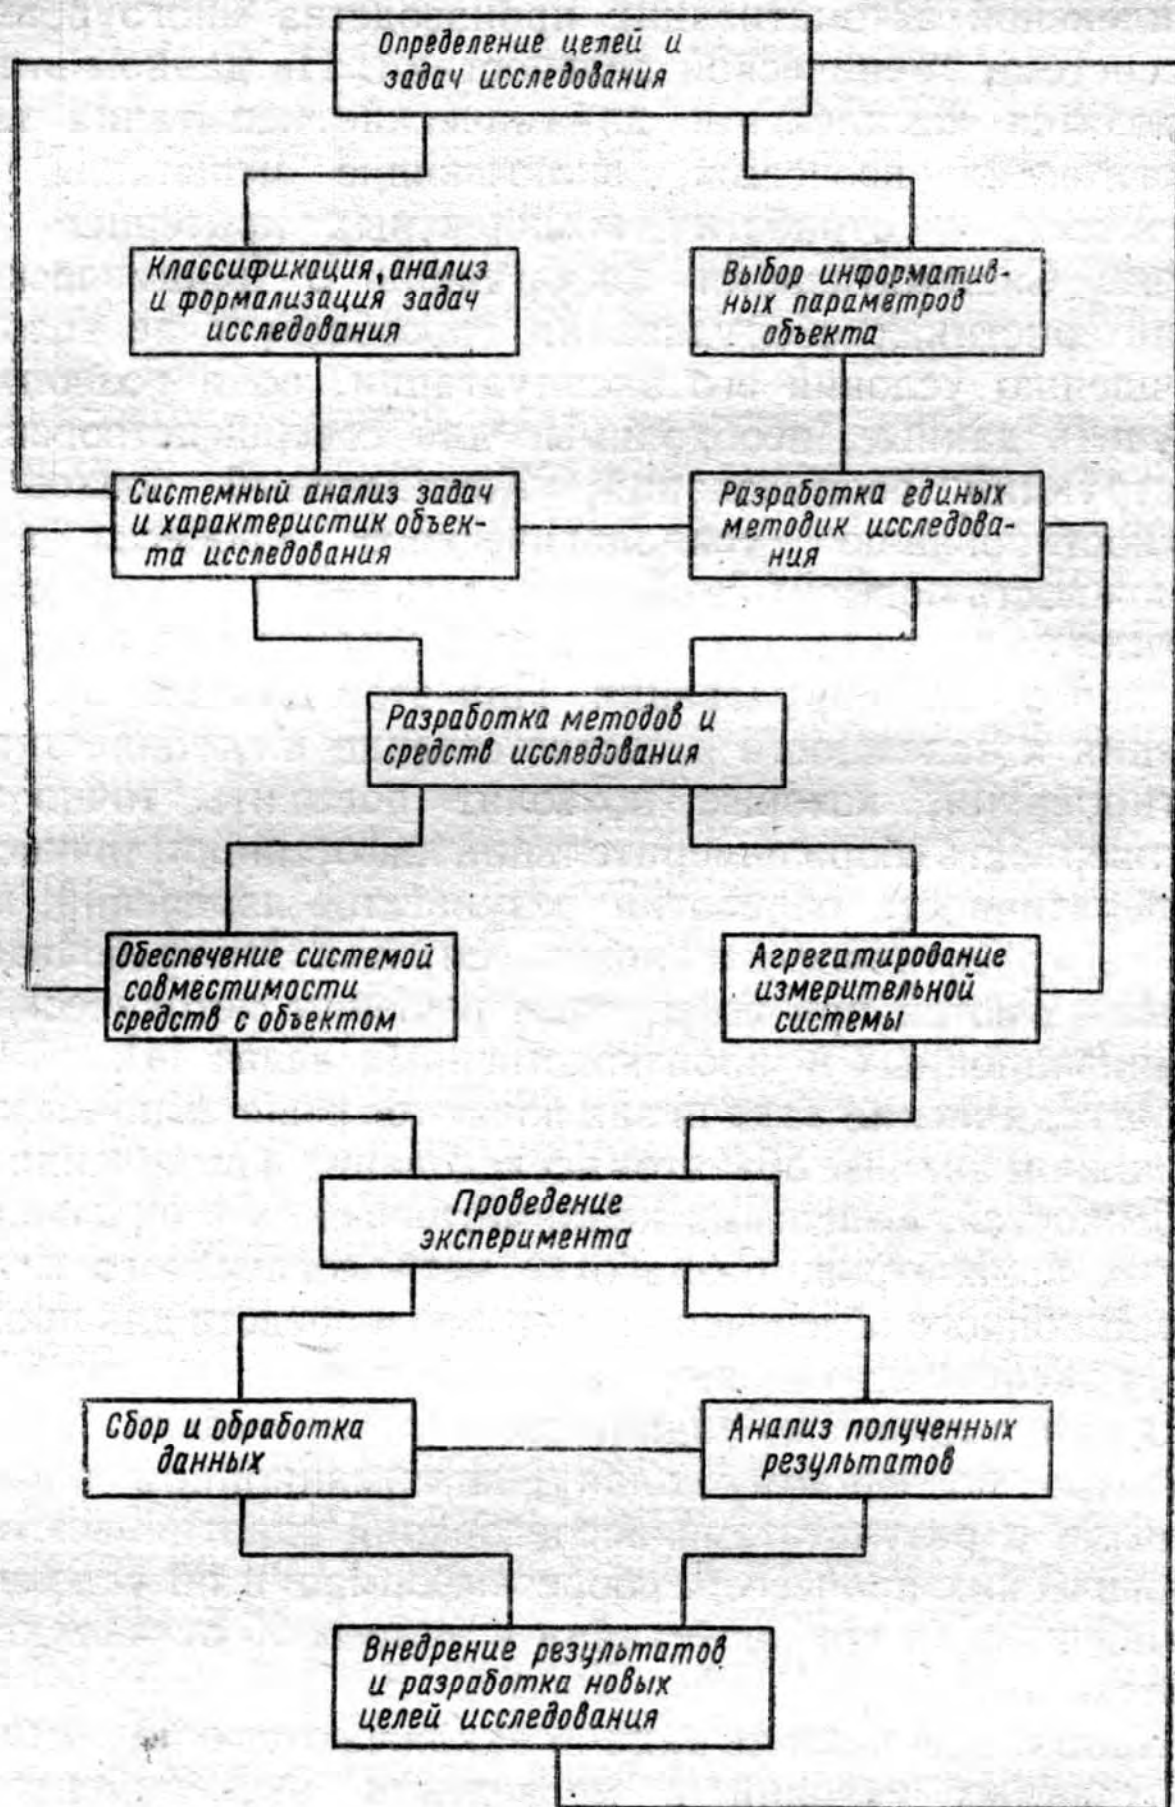 Определение целей и
задач исследования
Классификация, анализ
и формализация задач
исследования
Выбор информатив-
ных параметров
объекта
Системный анализ задач
и характеристик объек-
та исследования
Разработка единых
методик исследова-
ния
Разработка методов и
средств исследования
Обеспечение системой
совместимости
средств с объектом
Агрегатирование
измерительной
системы
Проведение
эксперимента
Сбор и обработка
данных
Анализ полученных
результатов
Внедрение результатов
и разработка новых
целей исследования